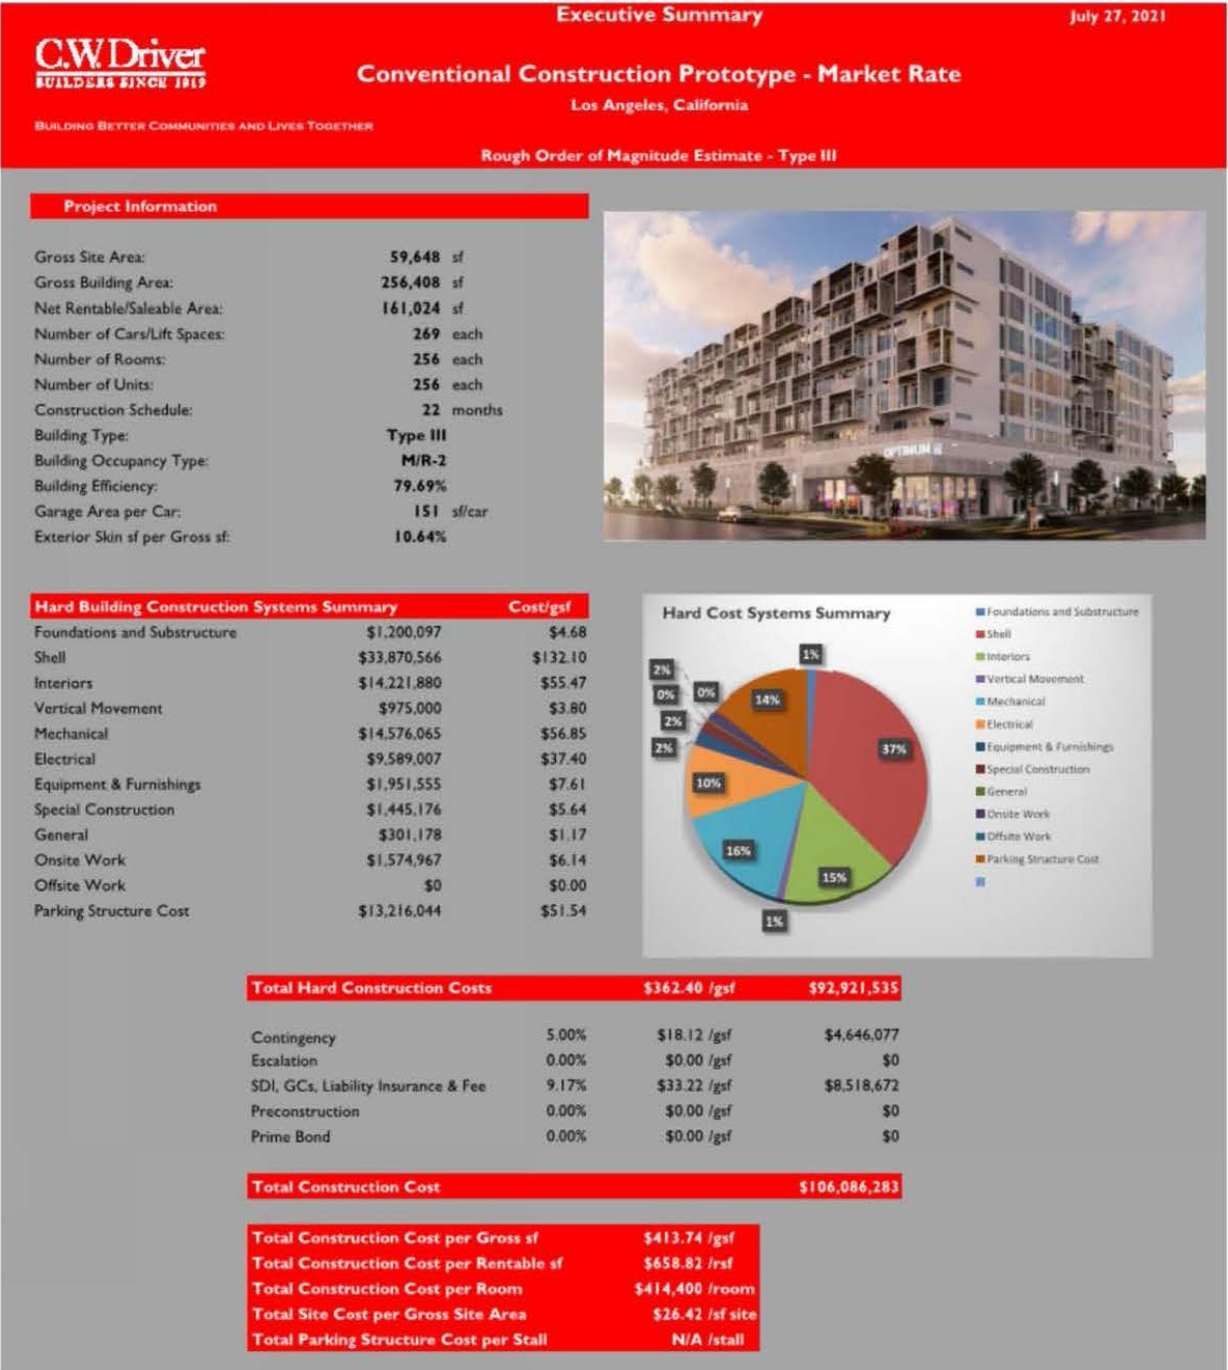 Executive Summary
July 27, 2021
C.W. Driver
BUILDERS SINCE 1919
Conventional Construction Prototype - Market Rate
Los Angeles, California
BUILDING BETTER COMMUNITIES AND LIVES TOGETHER
Rough Order of Magnitude Estimate - Type III
Project Information
Gross Site Area: 59,648 sf
Gross Building Area: 256,408 sf
Net Rentable/Saleable Area: 161,024 sf
Number of Cars/Lift Spaces: 269 each
Number of Rooms: 256 each
Number of Units: 256 each
Construction Schedule: 22 months
Building Type: Type III
Building Occupancy Type: M/R-2
Building Efficiency: 79.69%
Garage Area per Car: 151 sf/car
Exterior Skin sf per Gross sf: 10.64%
OPTIMUM
Hard Building Construction Systems Summary Cost/gsf
Foundations and Substructure $1,200,097 $4.68
Shell $33,870,566 $132.10
Interiors $14,221,880 $55.47
Vertical Movement $975,000 $3.80
Mechanical $14,576,065 $56.85
Electrical $9,589,007 $37.40
Equipment & Furnishings $1,951,555 $7.61
Special Construction $1,445,176 $5.64
General $301,178 $1.17
Onsite Work $1,574,967 $6.14
Offsite Work $0 $0.00
Parking Structure Cost $13,216,044 $51.54
Hard Cost Systems Summary
1%
37%
15%
1%
16%
10%
2%
2%
0%
2%
0%
14%
Foundations and Substructure
Shell
Interiors
Vertical Movement
Mechanical
Electrical
Equipment & Furnishings
Special Construction
General
Onsite Work
Offsite Work
Parking Structure Cost
Total Hard Construction Costs $362.40 /gsf $92,921,535
Contingency 5.00% $18.12 /gsf $4,646,077
Escalation 0.00% $0.00 /gsf $0
SDI, GCs, Liability Insurance & Fee 9.17% $33.22 /gsf $8,518,672
Preconstruction 0.00% $0.00 /gsf $0
Prime Bond 0.00% $0.00 /gsf $0
Total Construction Cost $106,086,283
Total Construction Cost per Gross sf $413.74 /gsf
Total Construction Cost per Rentable sf $658.82 /rsf
Total Construction Cost per Room $414,400 /room
Total Site Cost per Gross Site Area $26.42 /sf site
Total Parking Structure Cost per Stall N/A /stall